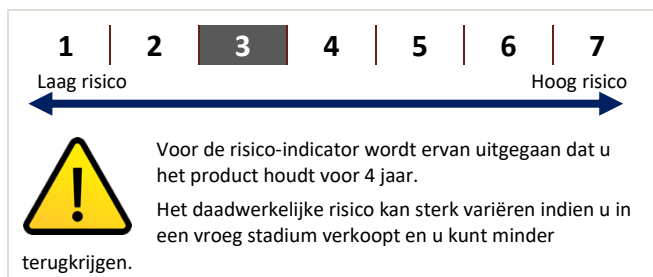 1 2 3 4 5 6 7
Laag risico Hoog risico
Voor de risico-indicator wordt ervan uitgegaan dat u
het product houdt voor 4 jaar.
Het daadwerkelijke risico kan sterk variëren indien u in
een vroeg stadium verkoopt en u kunt minder
terugkrijgen.